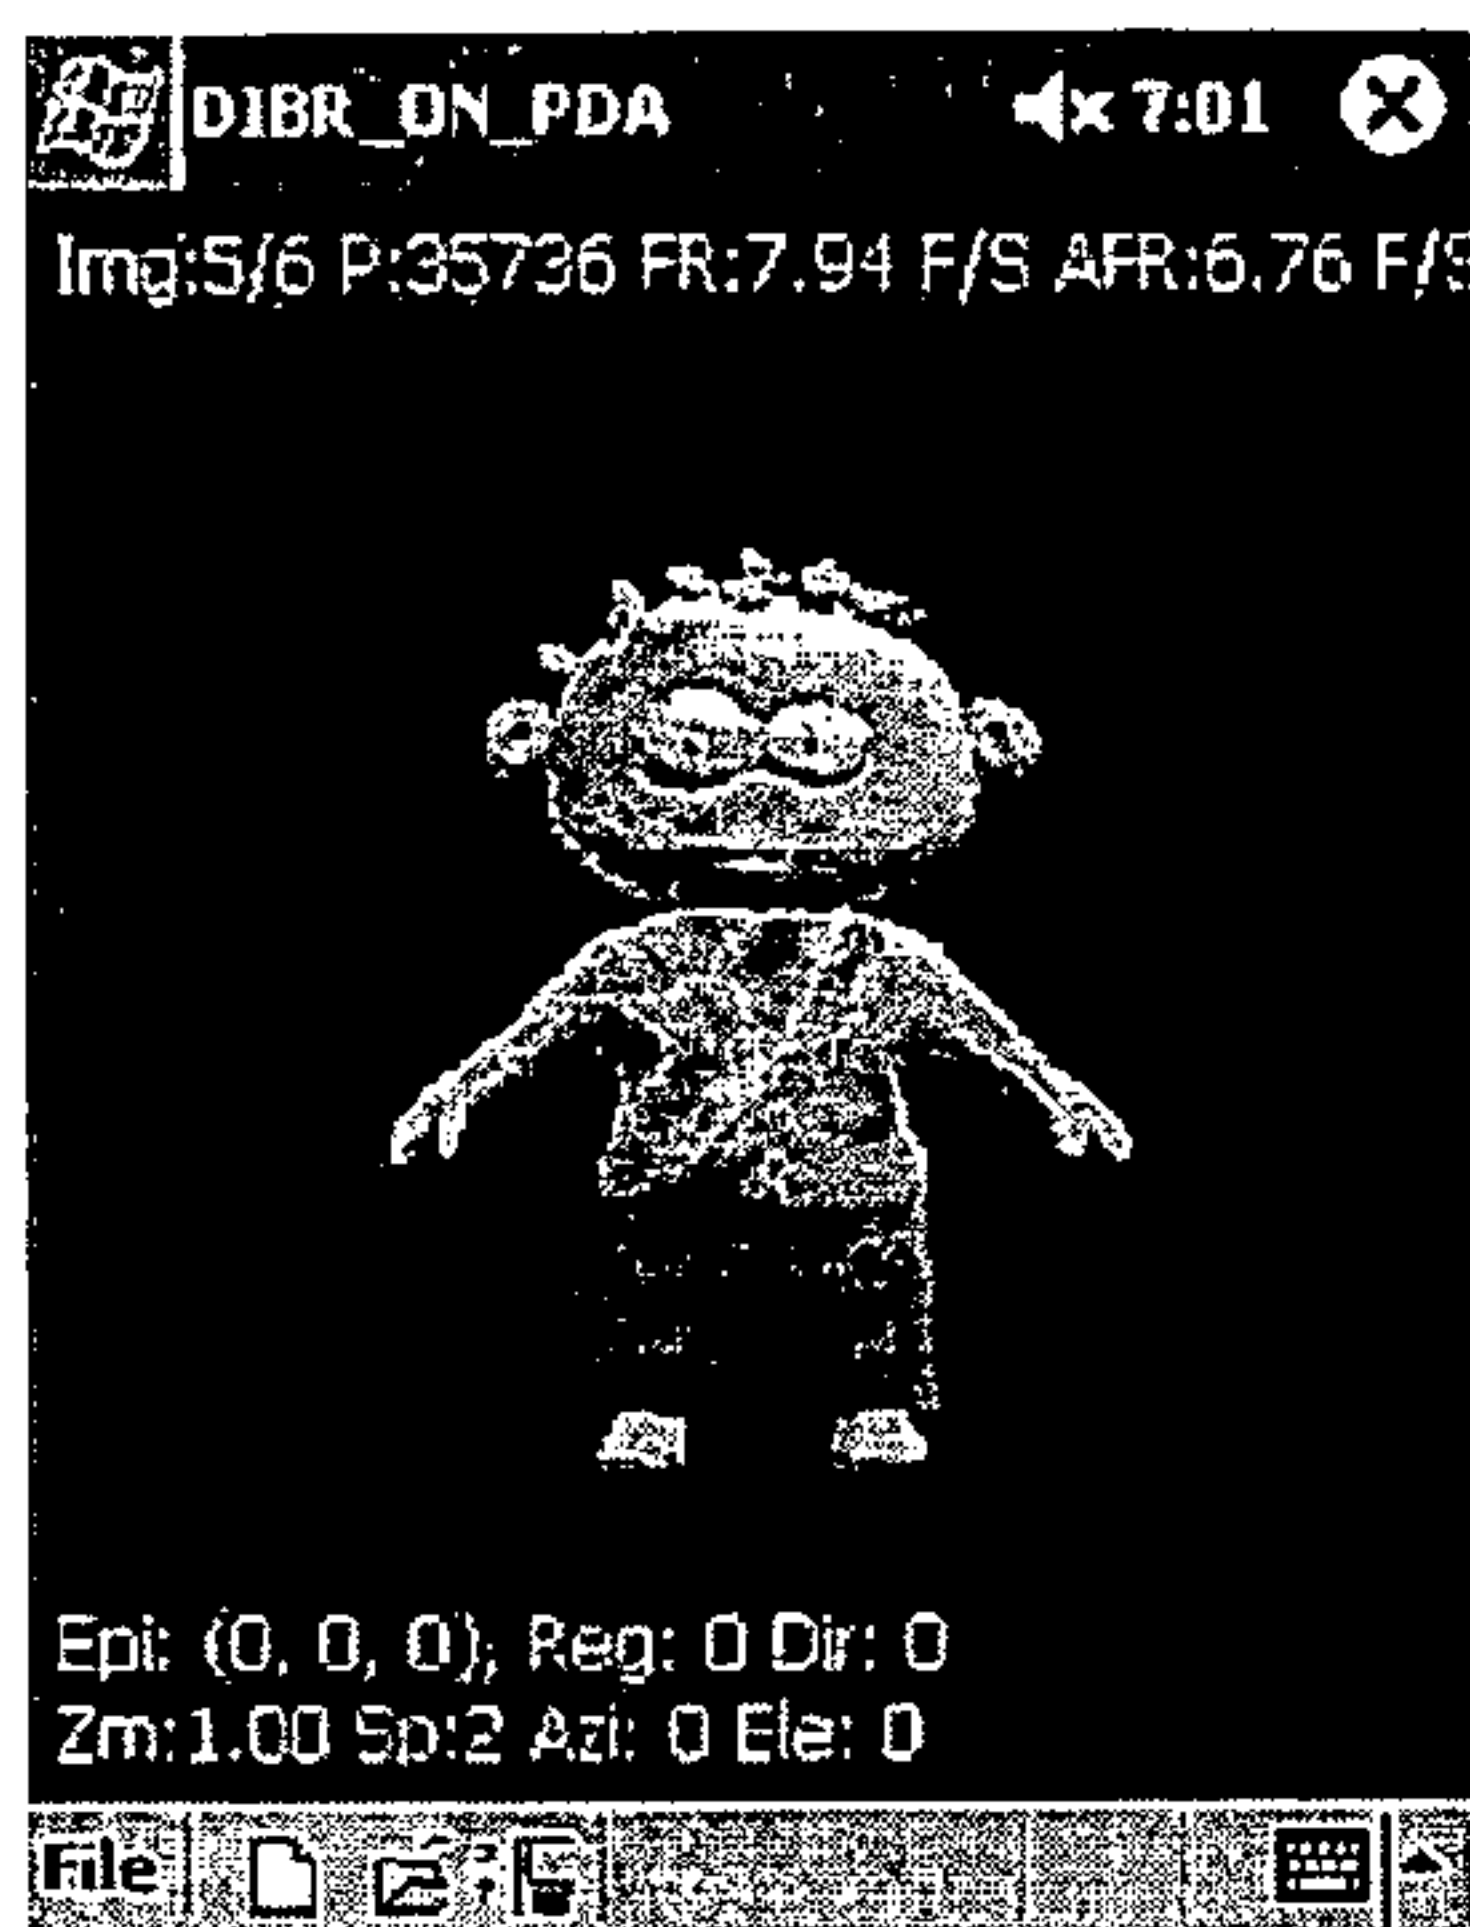 DIBR_ON_PDA 7:01
Img:5/6 P:35736 FR:7.94 F/S AFR:6.76 F/S
Epi: (0, 0, 0); Reg: 0 Dir: 0
Zm:1.00 Sp:2 Azi: 0 Ele: 0
File